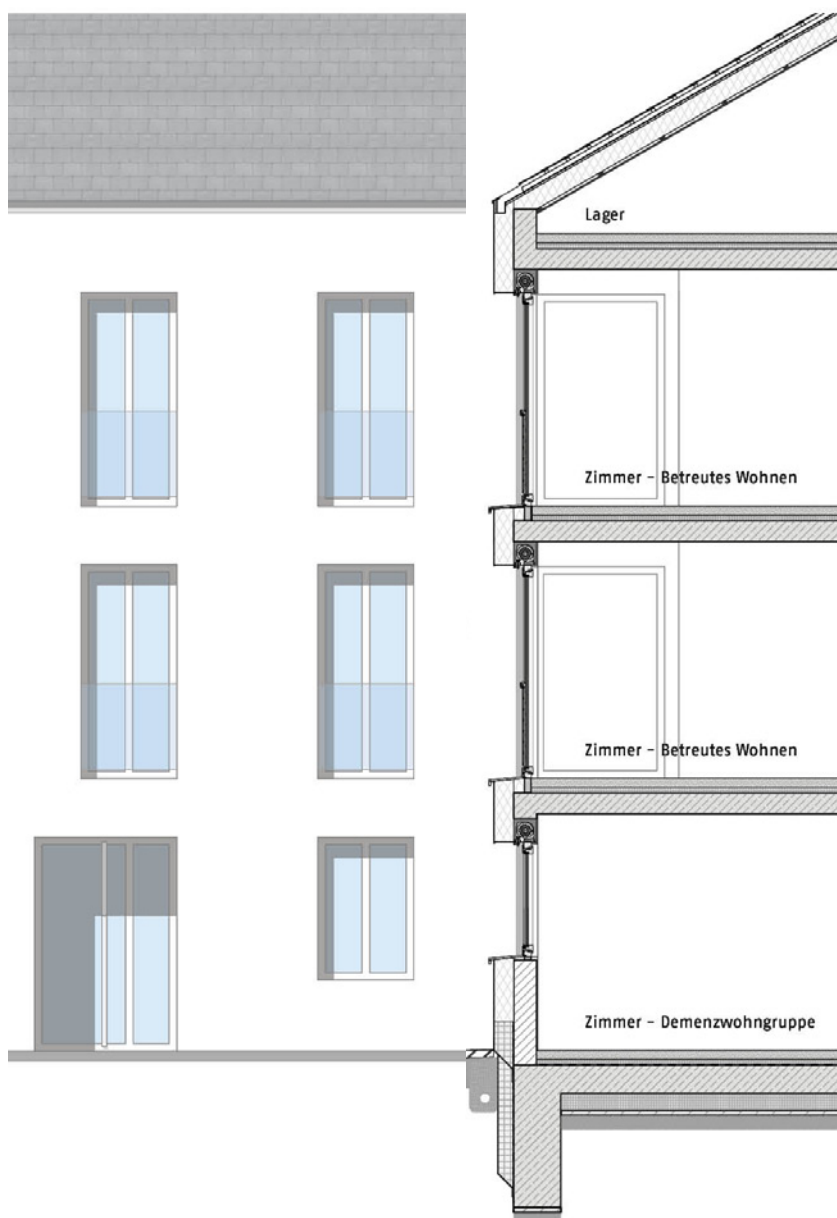 Lager
Zimmer – Betreutes Wohnen
Zimmer – Betreutes Wohnen
Zimmer – Demenzwohngruppe